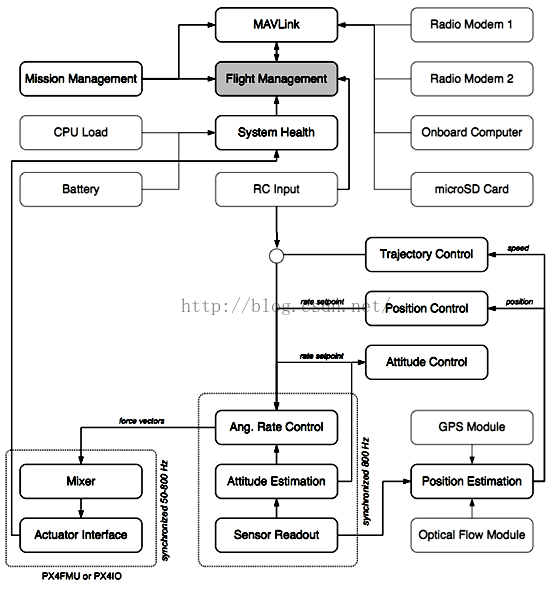 MAVLink
Radio Modem 1
Mission Management
Flight Management
Radio Modem 2
CPU Load
System Health
Onboard Computer
Battery
RC Input
microSD Card
Trajectory Control
speed
http://blog.csdn.net/
rate setpoint
Position Control
position
rate setpoint
Attitude Control
force vectors
Ang. Rate Control
GPS Module
Mixer
Attitude Estimation
Position Estimation
Actuator Interface
Sensor Readout
Optical Flow Module
synchronized 50-800 Hz
synchronized 800 Hz
PX4FMU or PX4IO